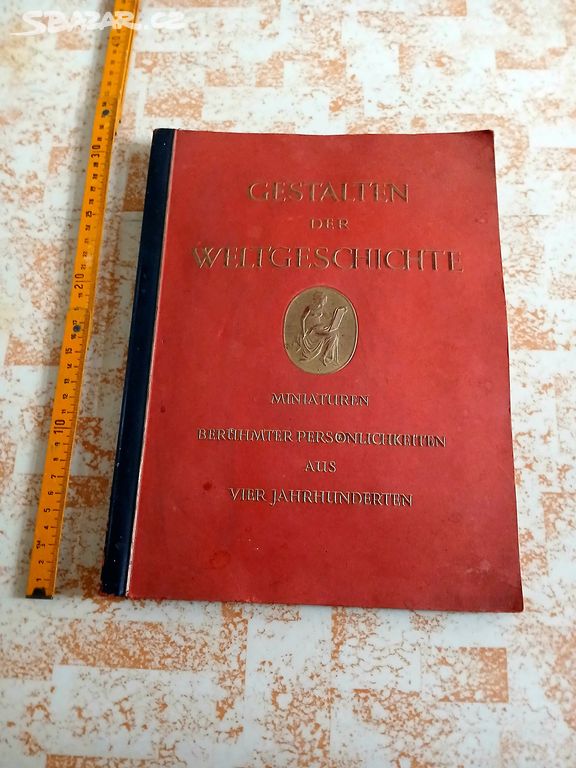 SBAZAR.CZ
GESTALTEN
DER
WELTGESCHICHTE
MINIATUREN
BERÜHMTER PERSÖNLICHKEITEN
AUS
VIER JAHRHUNDERTEN